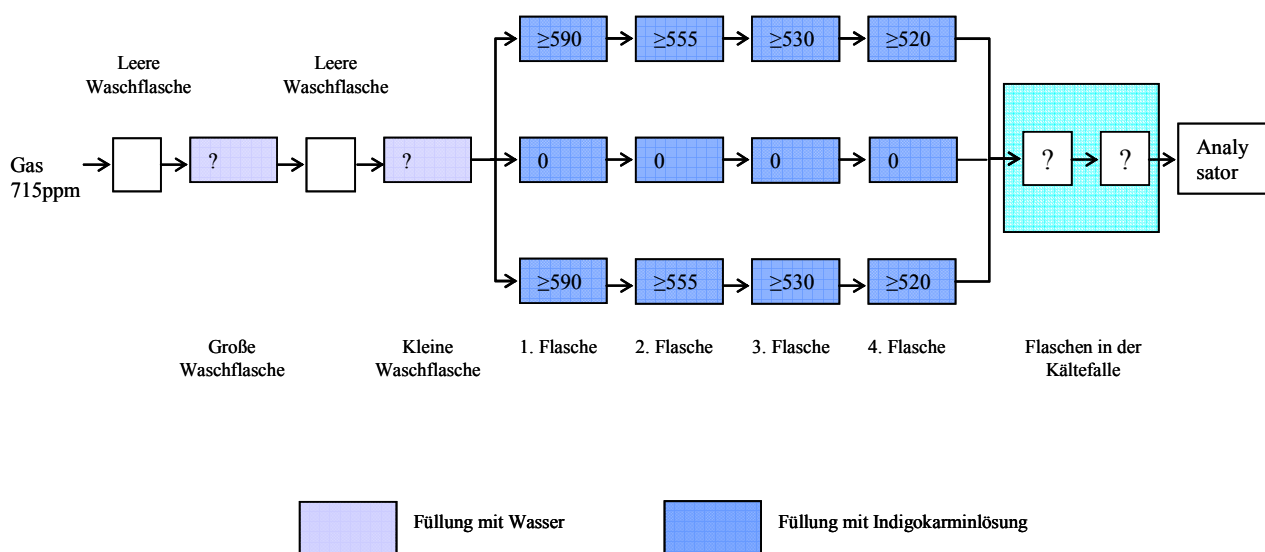 ≥590 ≥555 ≥530 ≥520
Leere
Waschflasche
Leere
Waschflasche
Gas
715ppm
?
?
0 0 0 0
? ?
Analy
sator
≥590 ≥555 ≥530 ≥520
Große
Waschflasche
Kleine
Waschflasche
1. Flasche 2. Flasche 3. Flasche 4. Flasche
Flaschen in der
Kältefalle
Füllung mit Wasser
Füllung mit Indigokarminlösung